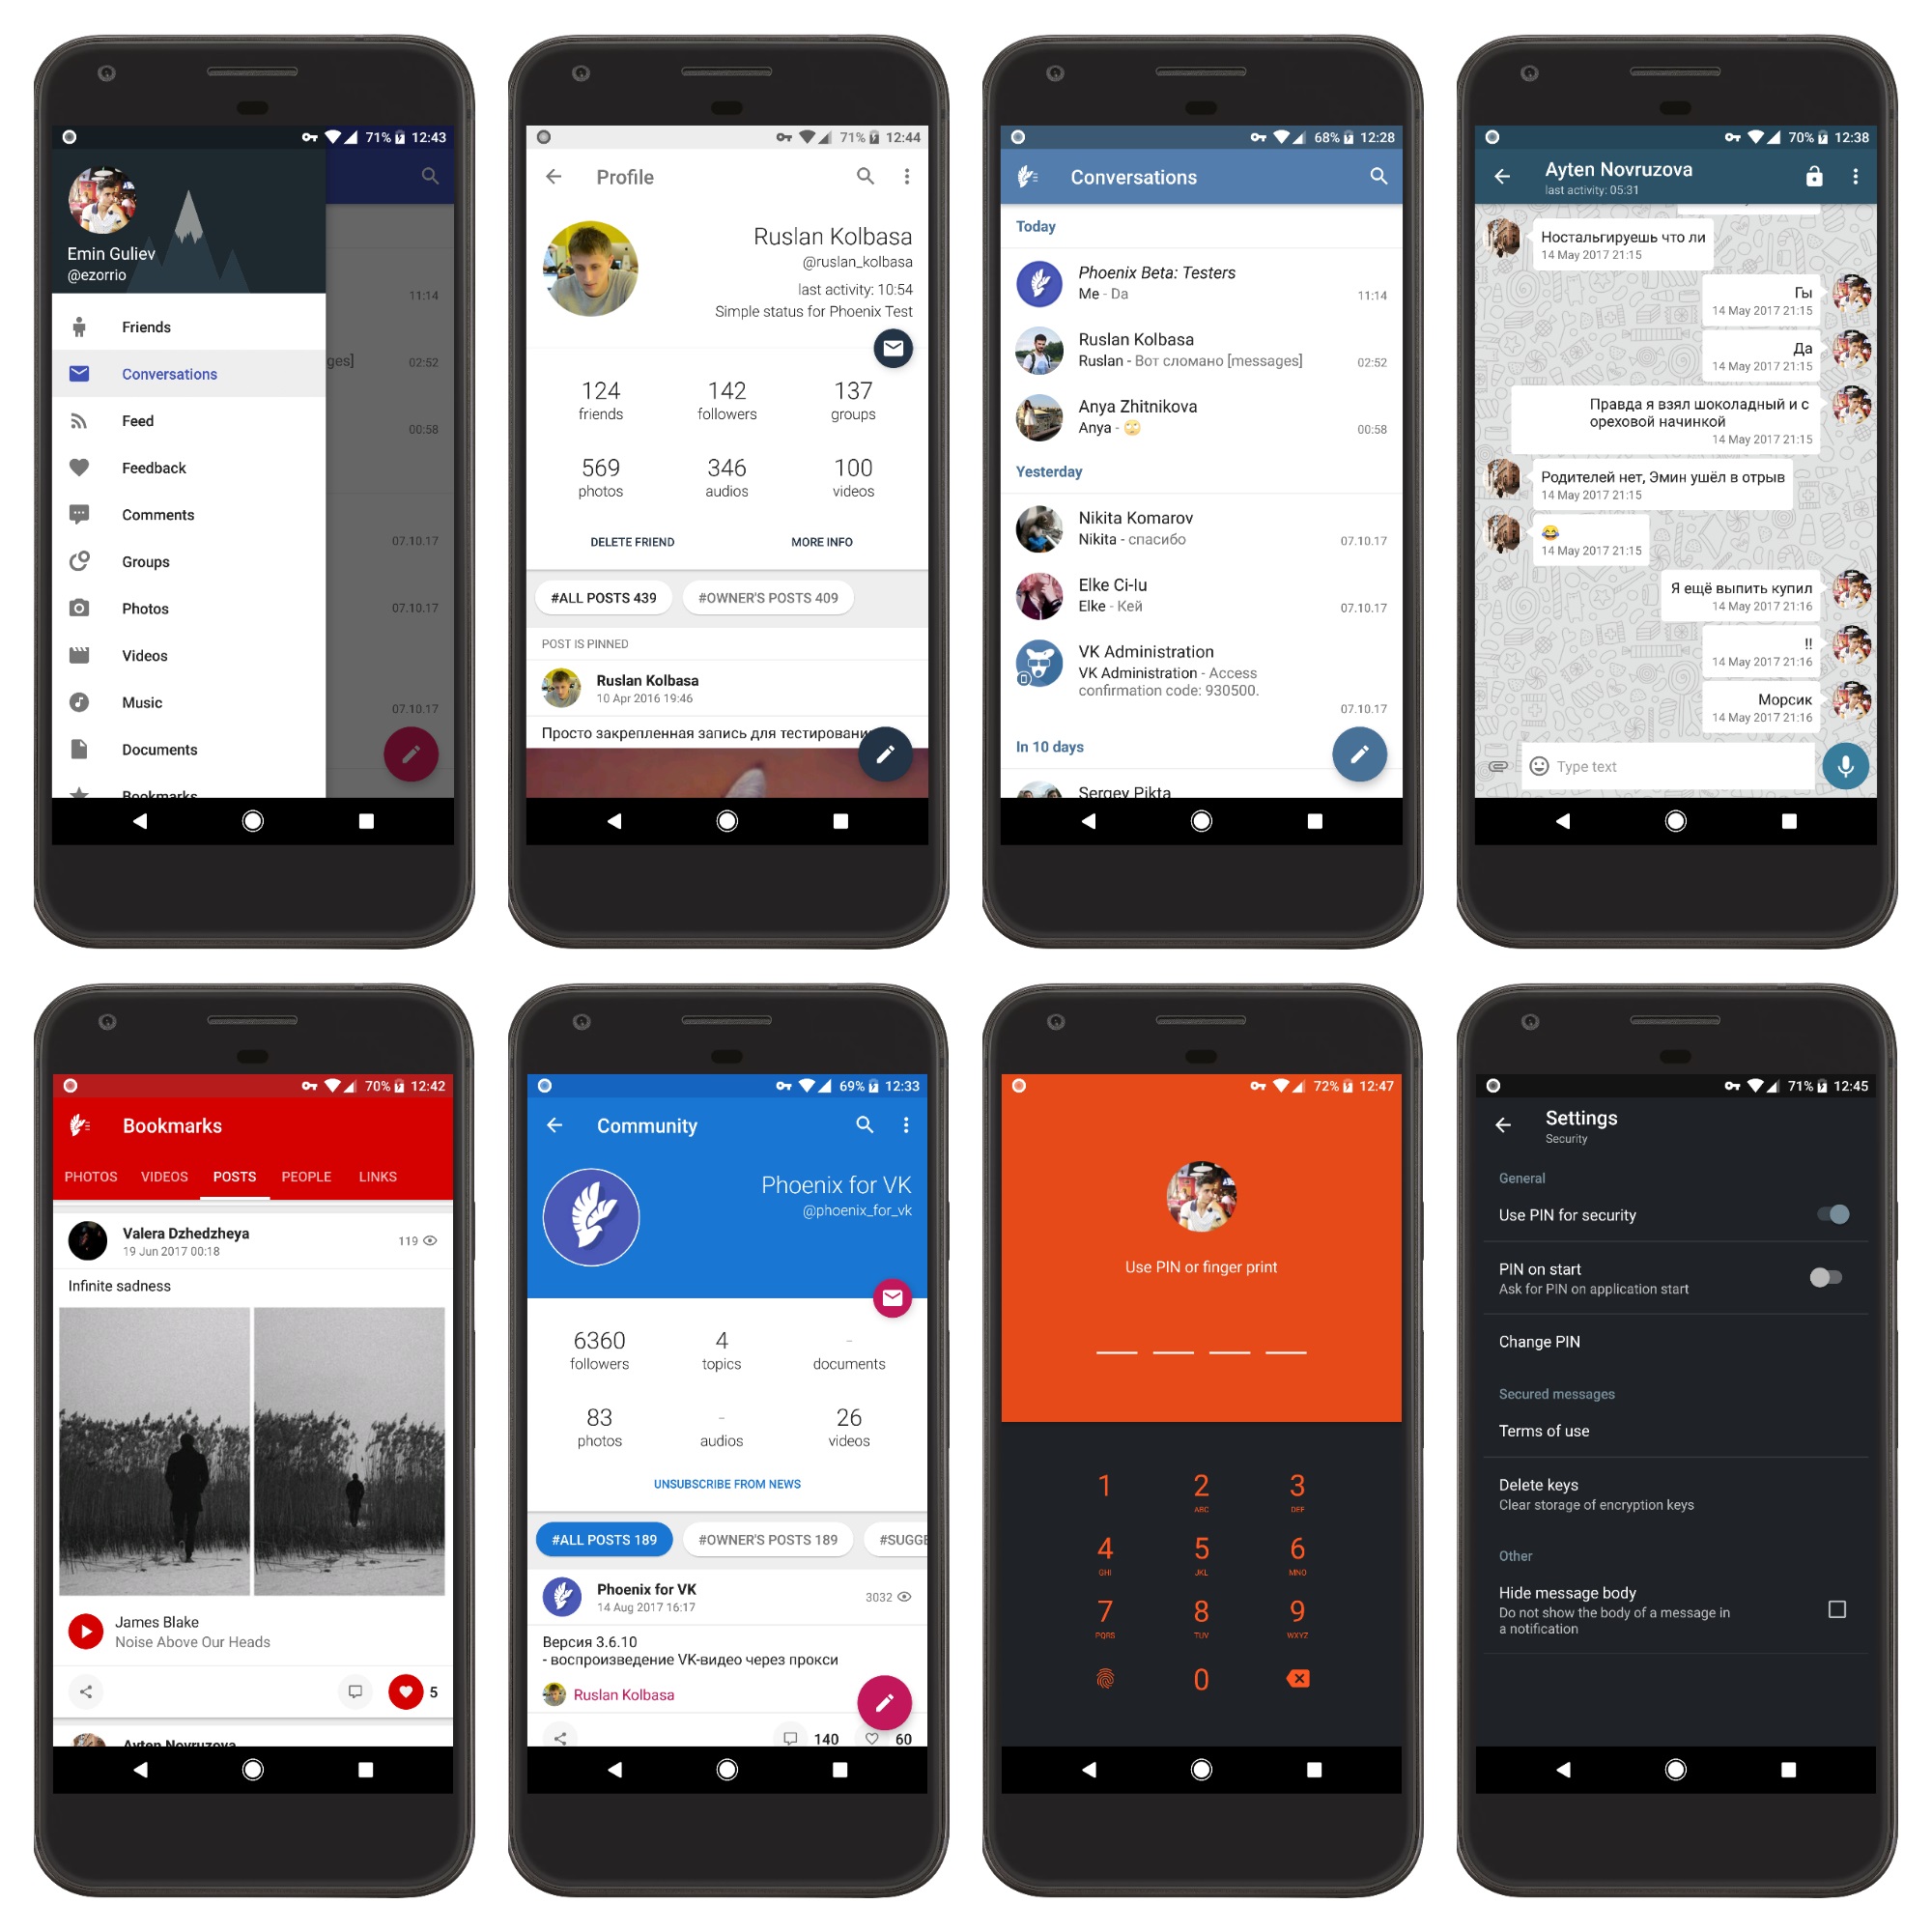 71% 12:43
Emin Guliev
@ezorrio
11:14
Friends
ges] 02:52
Conversations
Feed
00:58
Feedback
Comments
07.10.17
Groups
Photos
07.10.17
Videos
Music
07.10.17
Documents
Bookmarks
71% 12:44
Profile
Ruslan Kolbasa
@ruslan_kolbasa
last activity: 10:54
Simple status for Phoenix Test
124 142 137
friends followers groups
569 346 100
photos audios videos
DELETE FRIEND MORE INFO
#ALL POSTS 439 #OWNER'S POSTS 409
POST IS PINNED
Ruslan Kolbasa
10 Apr 2016 19:46
Просто закрепленная запись для тестировани
68% 12:28
Conversations
Today
Phoenix Beta: Testers
Me - Da 11:14
Ruslan Kolbasa
Ruslan - Вот сломано [messages] 02:52
Anya Zhitnikova
Anya - 🙄 00:58
Yesterday
Nikita Komarov
Nikita - спасибо 07.10.17
Elke Ci-lu
Elke - Кей 07.10.17
VK Administration
VK Administration - Access
confirmation code: 930500.
07.10.17
In 10 days
Sergey Pikta
70% 12:38
Ayten Novruzova
last activity: 05:31
Ностальгируешь что ли
14 May 2017 21:15
Гы
14 May 2017 21:15
Да
14 May 2017 21:15
Правда я взял шоколадный и с
ореховой начинкой
14 May 2017 21:15
Родителей нет, Эмин ушёл в отрыв
14 May 2017 21:15
😂
14 May 2017 21:15
Я ещё выпить купил
14 May 2017 21:16
!!
14 May 2017 21:16
Морсик
14 May 2017 21:16
Type text
70% 12:42
Bookmarks
PHOTOS VIDEOS POSTS PEOPLE LINKS
Valera Dzhedzheya
19 Jun 2017 00:18 119
Infinite sadness
James Blake
Noise Above Our Heads
5
Ayten Novruzova
69% 12:33
Community
Phoenix for VK
@phoenix_for_vk
6360 4 -
followers topics documents
83 - 26
photos audios videos
UNSUBSCRIBE FROM NEWS
#ALL POSTS 189 #OWNER'S POSTS 189 #SUGGE
Phoenix for VK
14 Aug 2017 16:17 3032
Версия 3.6.10
- воспроизведение VK-видео через прокси
Ruslan Kolbasa
140 60
72% 12:47
Use PIN or finger print
1 2 3
ABC DEF
4 5 6
GHI JKL MNO
7 8 9
PQRS TUV WXYZ
0
71% 12:45
Settings
Security
General
Use PIN for security
PIN on start
Ask for PIN on application start
Change PIN
Secured messages
Terms of use
Delete keys
Clear storage of encryption keys
Other
Hide message body
Do not show the body of a message in
a notification